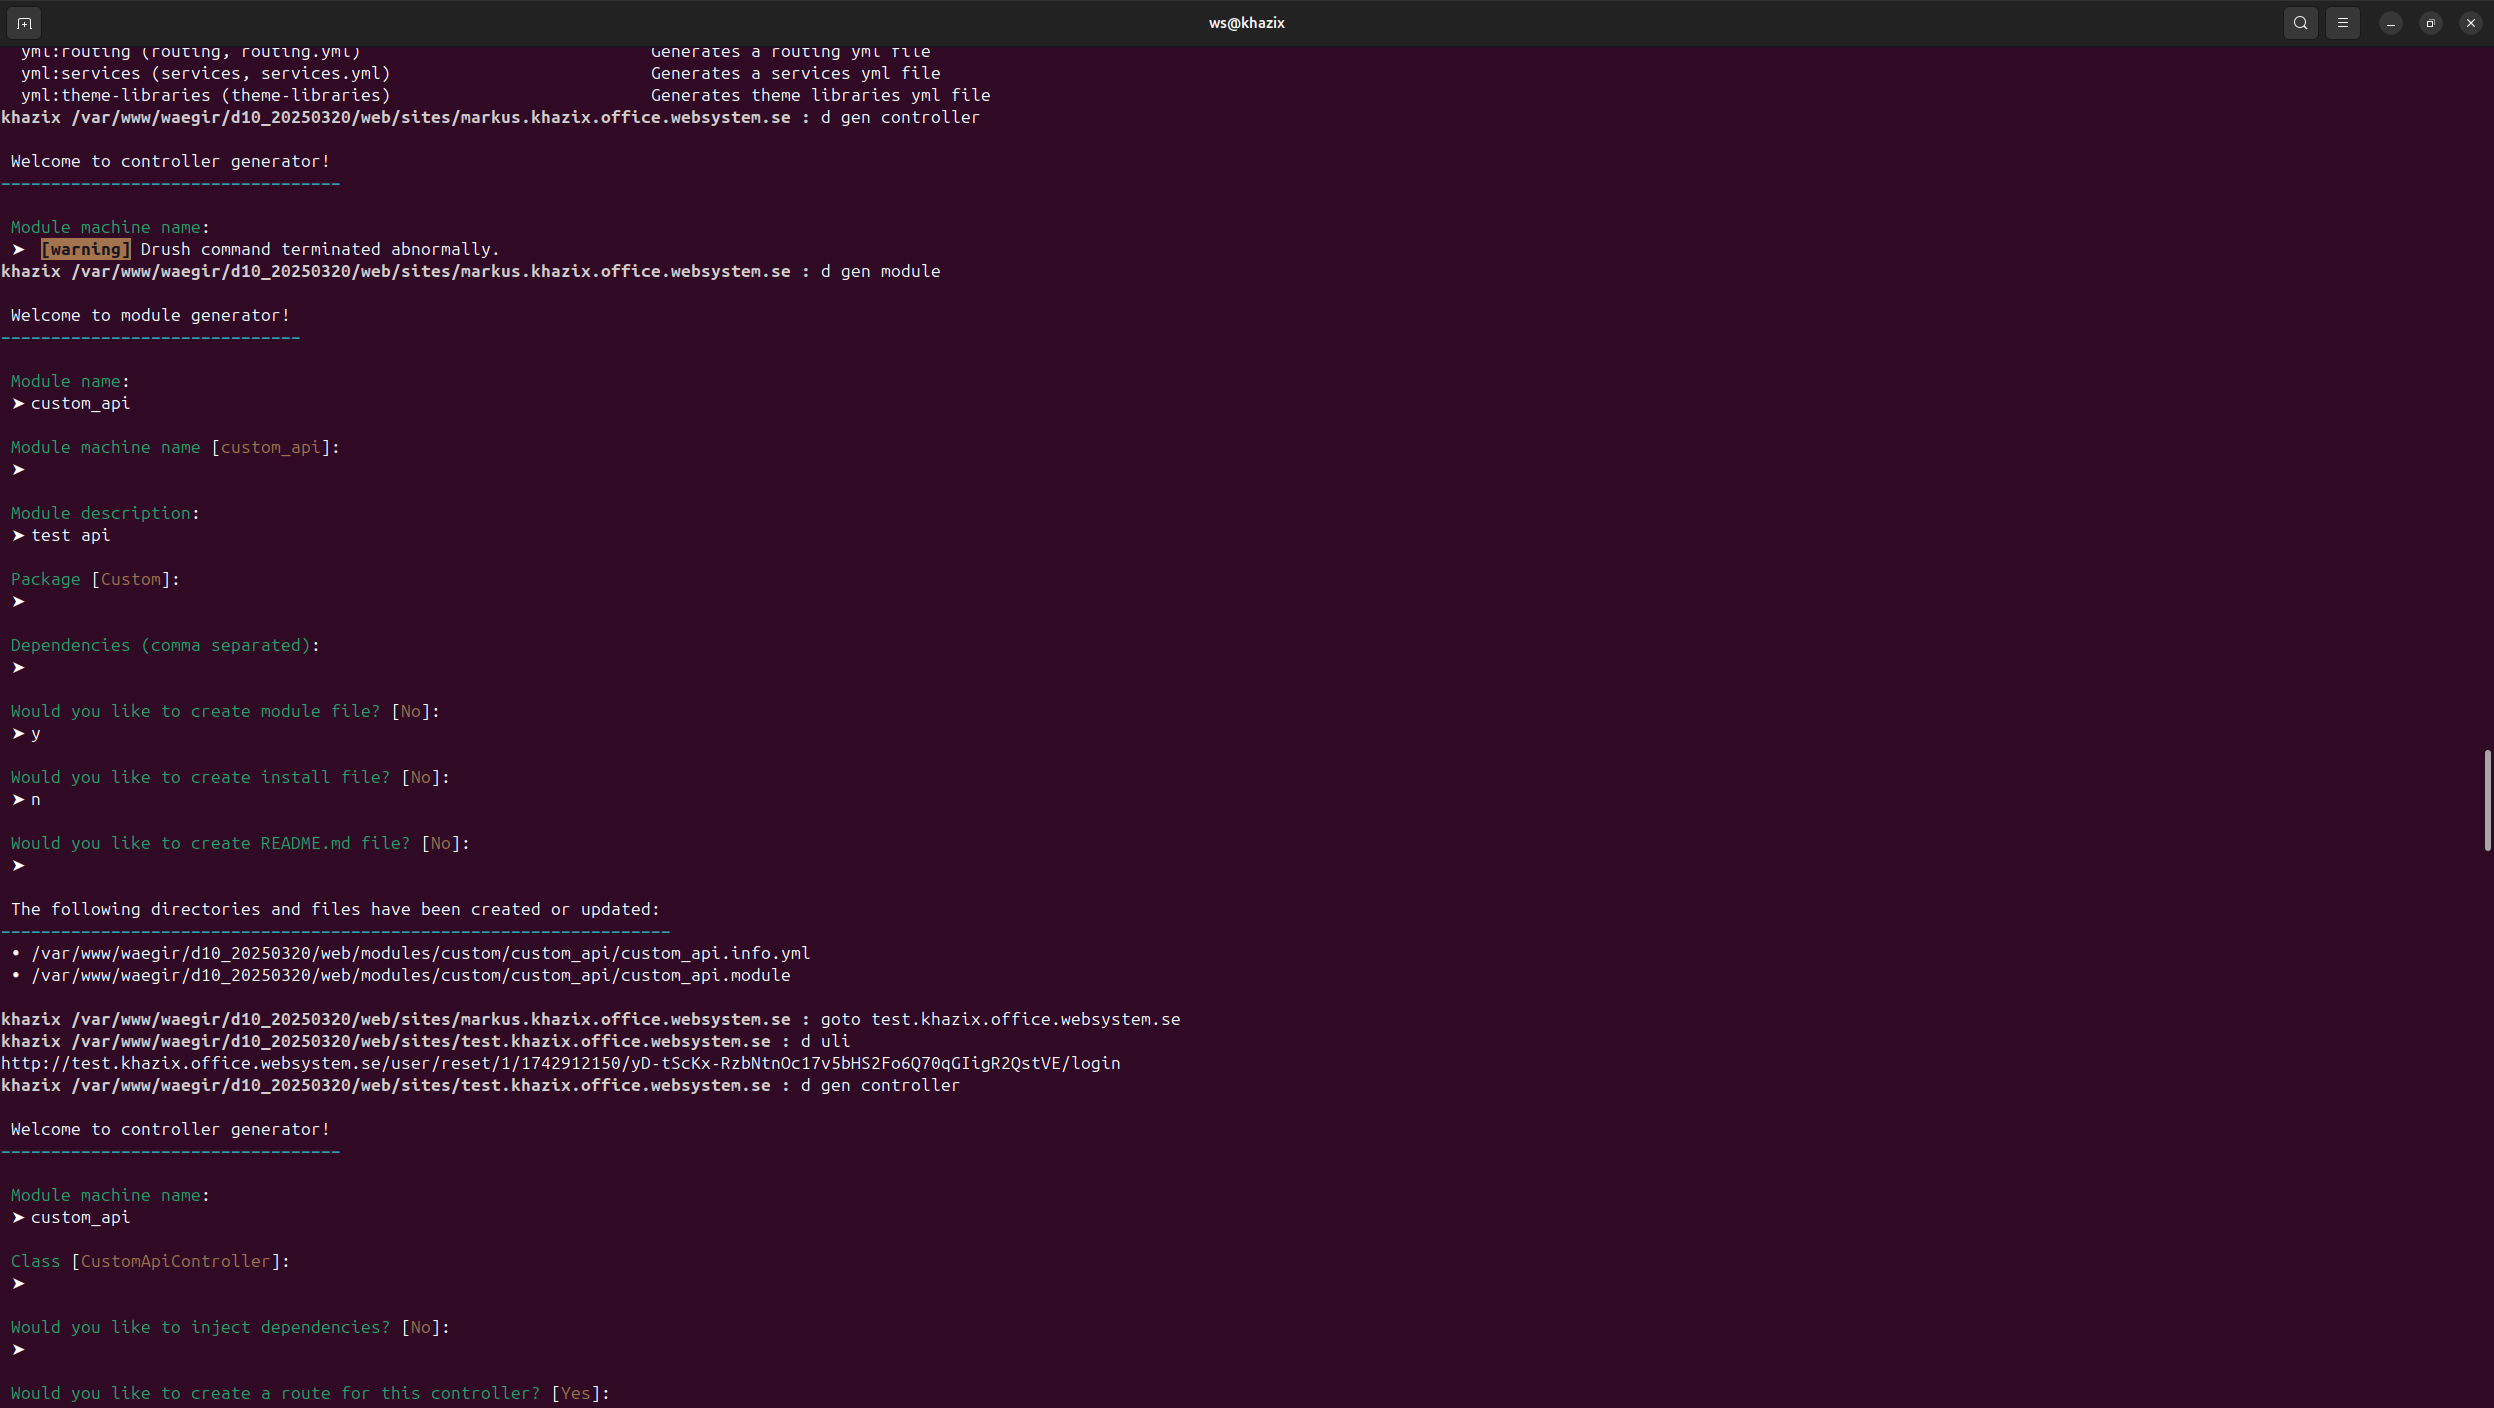 ws@khazix
yml:routing (routing, routing.yml) Generates a routing yml file
yml:services (services, services.yml) Generates a services yml file
yml:theme-libraries (theme-libraries) Generates theme libraries yml file
khazix /var/www/waegir/d10_20250320/web/sites/markus.khazix.office.websystem.se : d gen controller
Welcome to controller generator!
----------------------------------
Module machine name:
➤ [warning] Drush command terminated abnormally.
khazix /var/www/waegir/d10_20250320/web/sites/markus.khazix.office.websystem.se : d gen module
Welcome to module generator!
------------------------------
Module name:
➤ custom_api
Module machine name [custom_api]:
➤
Module description:
➤ test api
Package [Custom]:
➤
Dependencies (comma separated):
➤
Would you like to create module file? [No]:
➤ y
Would you like to create install file? [No]:
➤ n
Would you like to create README.md file? [No]:
➤
The following directories and files have been created or updated:
-------------------------------------------------------------------
• /var/www/waegir/d10_20250320/web/modules/custom/custom_api/custom_api.info.yml
• /var/www/waegir/d10_20250320/web/modules/custom/custom_api/custom_api.module
khazix /var/www/waegir/d10_20250320/web/sites/markus.khazix.office.websystem.se : goto test.khazix.office.websystem.se
khazix /var/www/waegir/d10_20250320/web/sites/test.khazix.office.websystem.se : d uli
http://test.khazix.office.websystem.se/user/reset/1/1742912150/yD-tScKx-RzbNtnOc17v5bHS2Fo6Q70qGIigR2QstVE/login
khazix /var/www/waegir/d10_20250320/web/sites/test.khazix.office.websystem.se : d gen controller
Welcome to controller generator!
----------------------------------
Module machine name:
➤ custom_api
Class [CustomApiController]:
➤
Would you like to inject dependencies? [No]:
➤
Would you like to create a route for this controller? [Yes]: